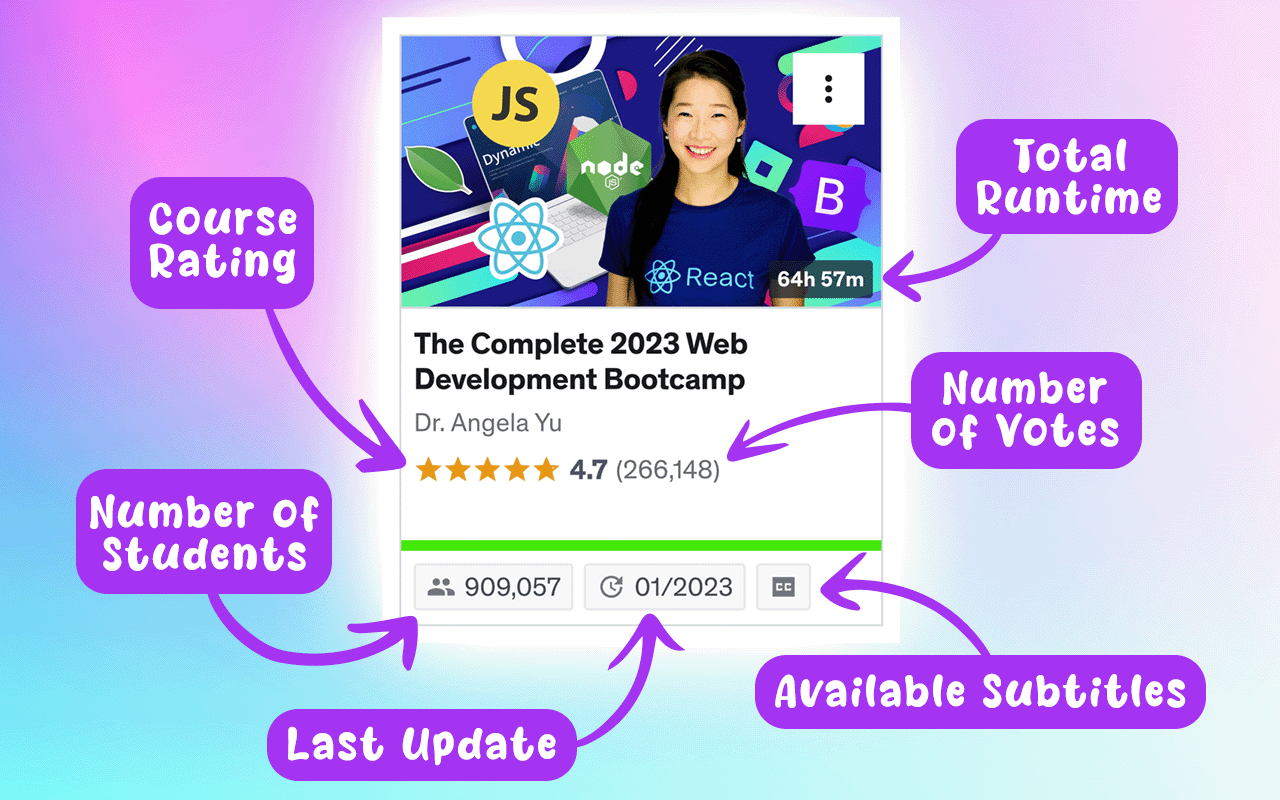 JS
Dynamic
node
JS
B
React
64h 57m
Total
Runtime
Course
Rating
The Complete 2023 Web
Development Bootcamp
Dr. Angela Yu
4.7 (266,148)
Number
of Votes
Number of
Students
909,057
01/2023
CC
Available Subtitles
Last Update